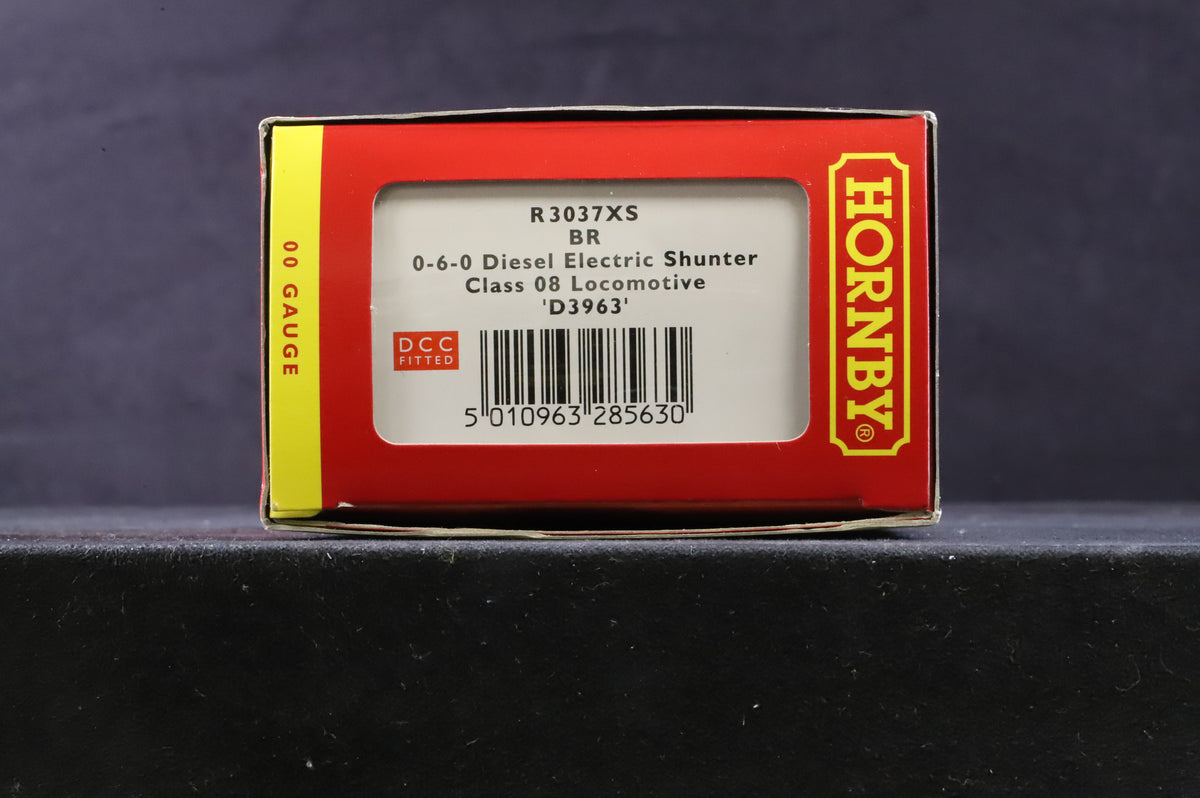 00 GAUGE
R3037XS
BR
0-6-0 Diesel Electric Shunter
Class 08 Locomotive
'D3963'
DCC
FITTED
5 010963 285630
HORNBY®